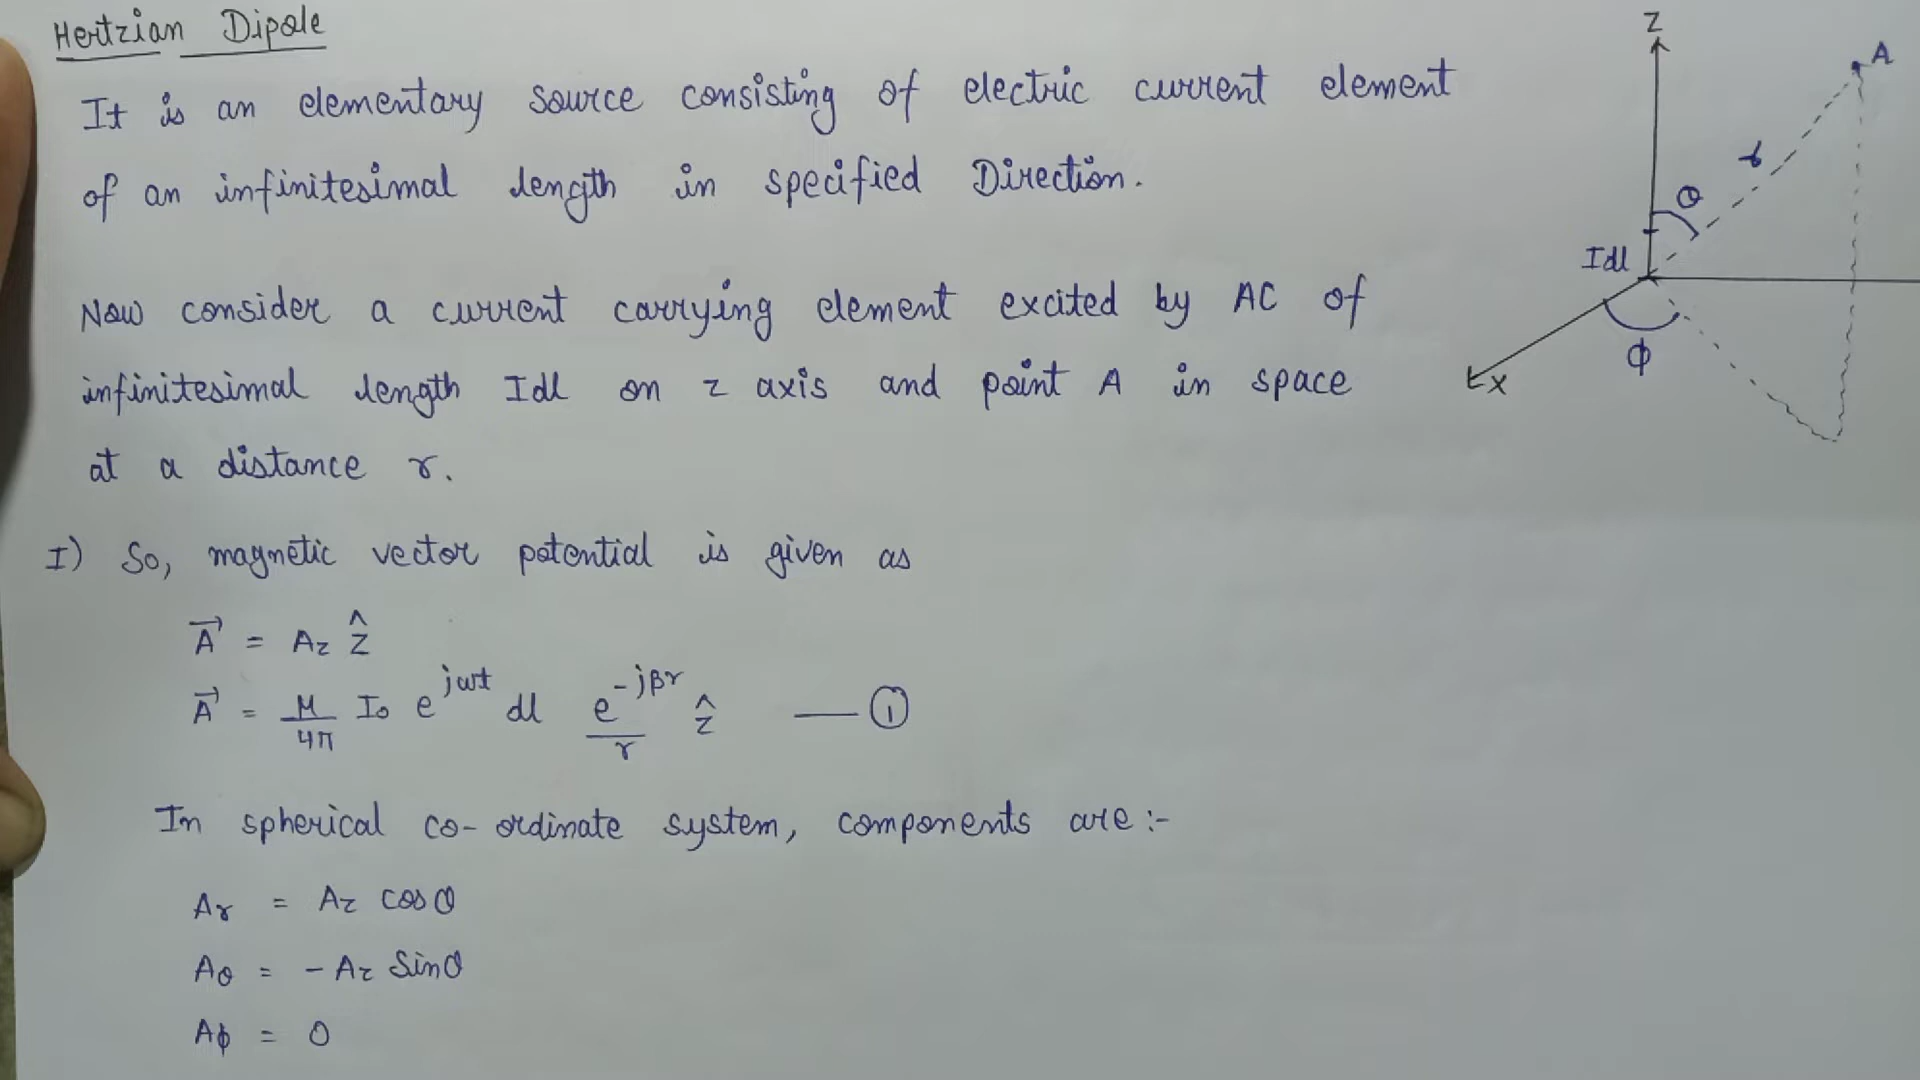 Hertzian Dipole
It is an elementary source consisting of electric current element
of an infinitesimal length in specified Direction.
Now consider a current carrying element excited by AC of
infinitesimal length Idl on z axis and point A in space
at a distance r.
I) So, magnetic vector potential is given as
A⃗ = Az ẑ
A⃗ = μ/4π I₀ e^jωt dl e^-jβr/r ẑ —— ①
In spherical co-ordinate system, components are :-
Ar = Az cosθ
Aθ = - Az Sinθ
Aϕ = 0
Z
A
r
θ
Idl
ϕ
X